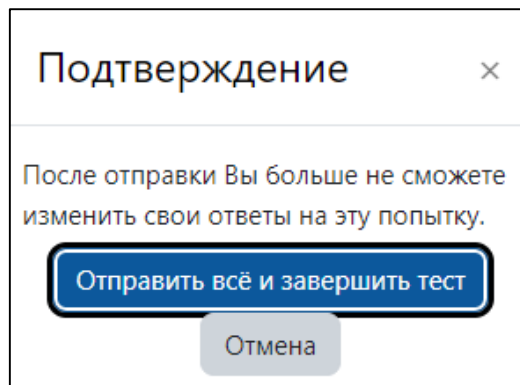 Подтверждение ×
После отправки Вы больше не сможете
изменить свои ответы на эту попытку.
Отправить всё и завершить тест
Отмена